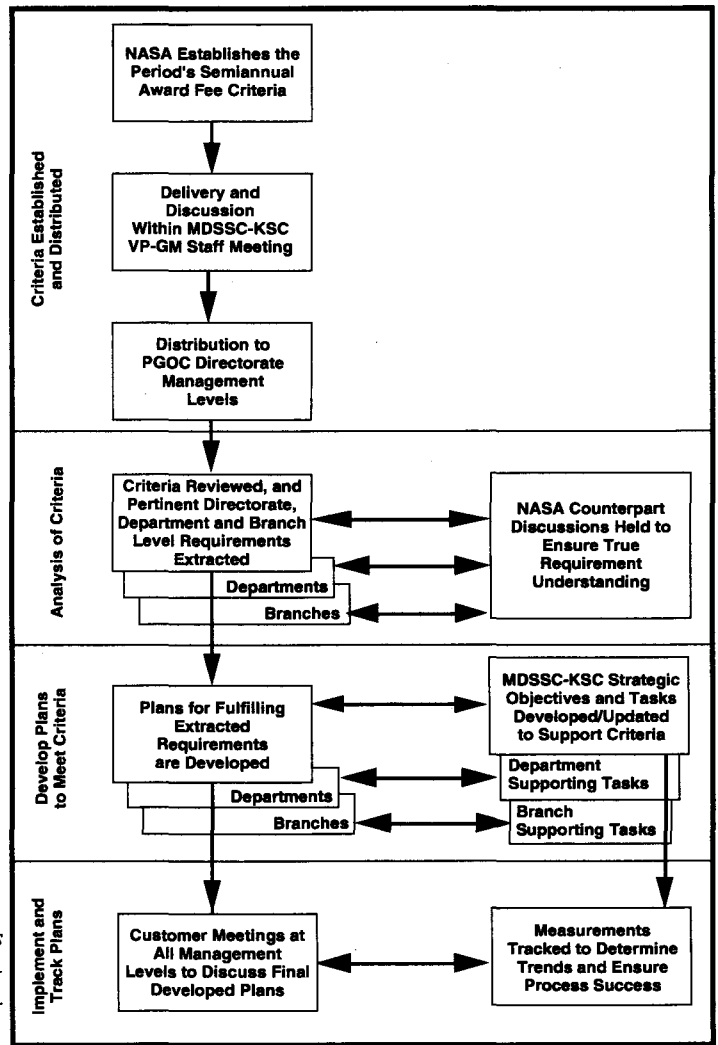 Criteria Established
and Distributed
NASA Establishes the
Period's Semiannual
Award Fee Criteria
Delivery and
Discussion
Within MDSSC-KSC
VP-GM Staff Meeting
Distribution to
PGOC Directorate
Management
Levels
Analysis of Criteria
Criteria Reviewed, and
Pertinent Directorate,
Department and Branch
Level Requirements
Extracted
Departments
Branches
NASA Counterpart
Discussions Held to
Ensure True
Requirement
Understanding
Develop Plans
to Meet Criteria
Plans for Fulfilling
Extracted
Requirements
are Developed
Departments
Branches
MDSSC-KSC Strategic
Objectives and Tasks
Developed/Updated
to Support Criteria
Department
Supporting Tasks
Branch
Supporting Tasks
Implement and
Track Plans
Customer Meetings at
All Management
Levels to Discuss Final
Developed Plans
Measurements
Tracked to Determine
Trends and Ensure
Process Success